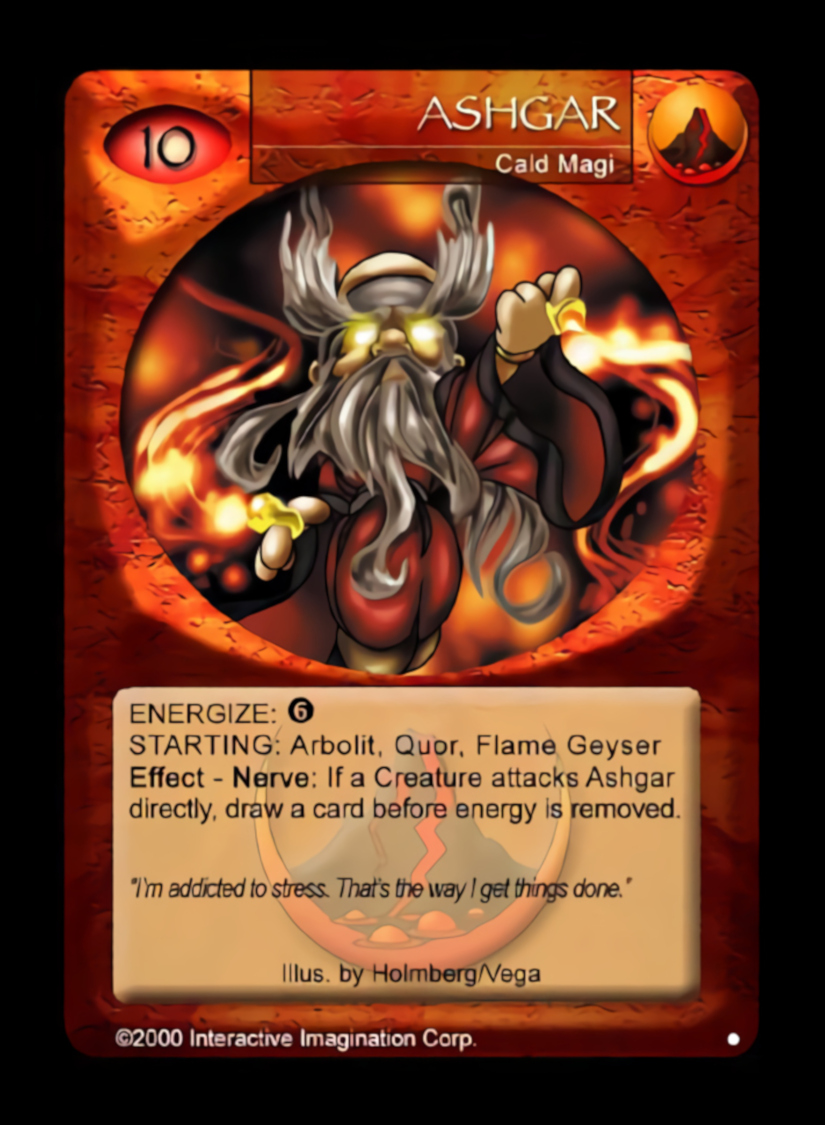 10
ASHGAR
Cald Magi
ENERGIZE: ❻
STARTING: Arbolit, Quor, Flame Geyser
Effect - Nerve: If a Creature attacks Ashgar
directly, draw a card before energy is removed.
"I'm addicted to stress. That's the way I get things done."
Illus. by Holmberg/Vega
©2000 Interactive Imagination Corp.